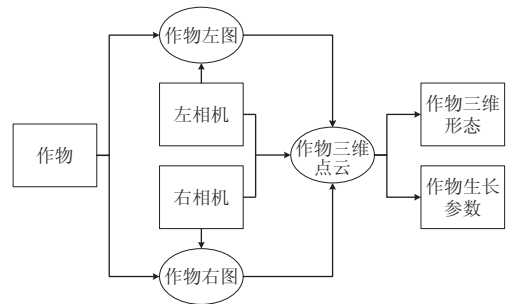 作物左图
左相机
作物
作物三维
点云
作物三维
形态
右相机
作物生长
参数
作物右图